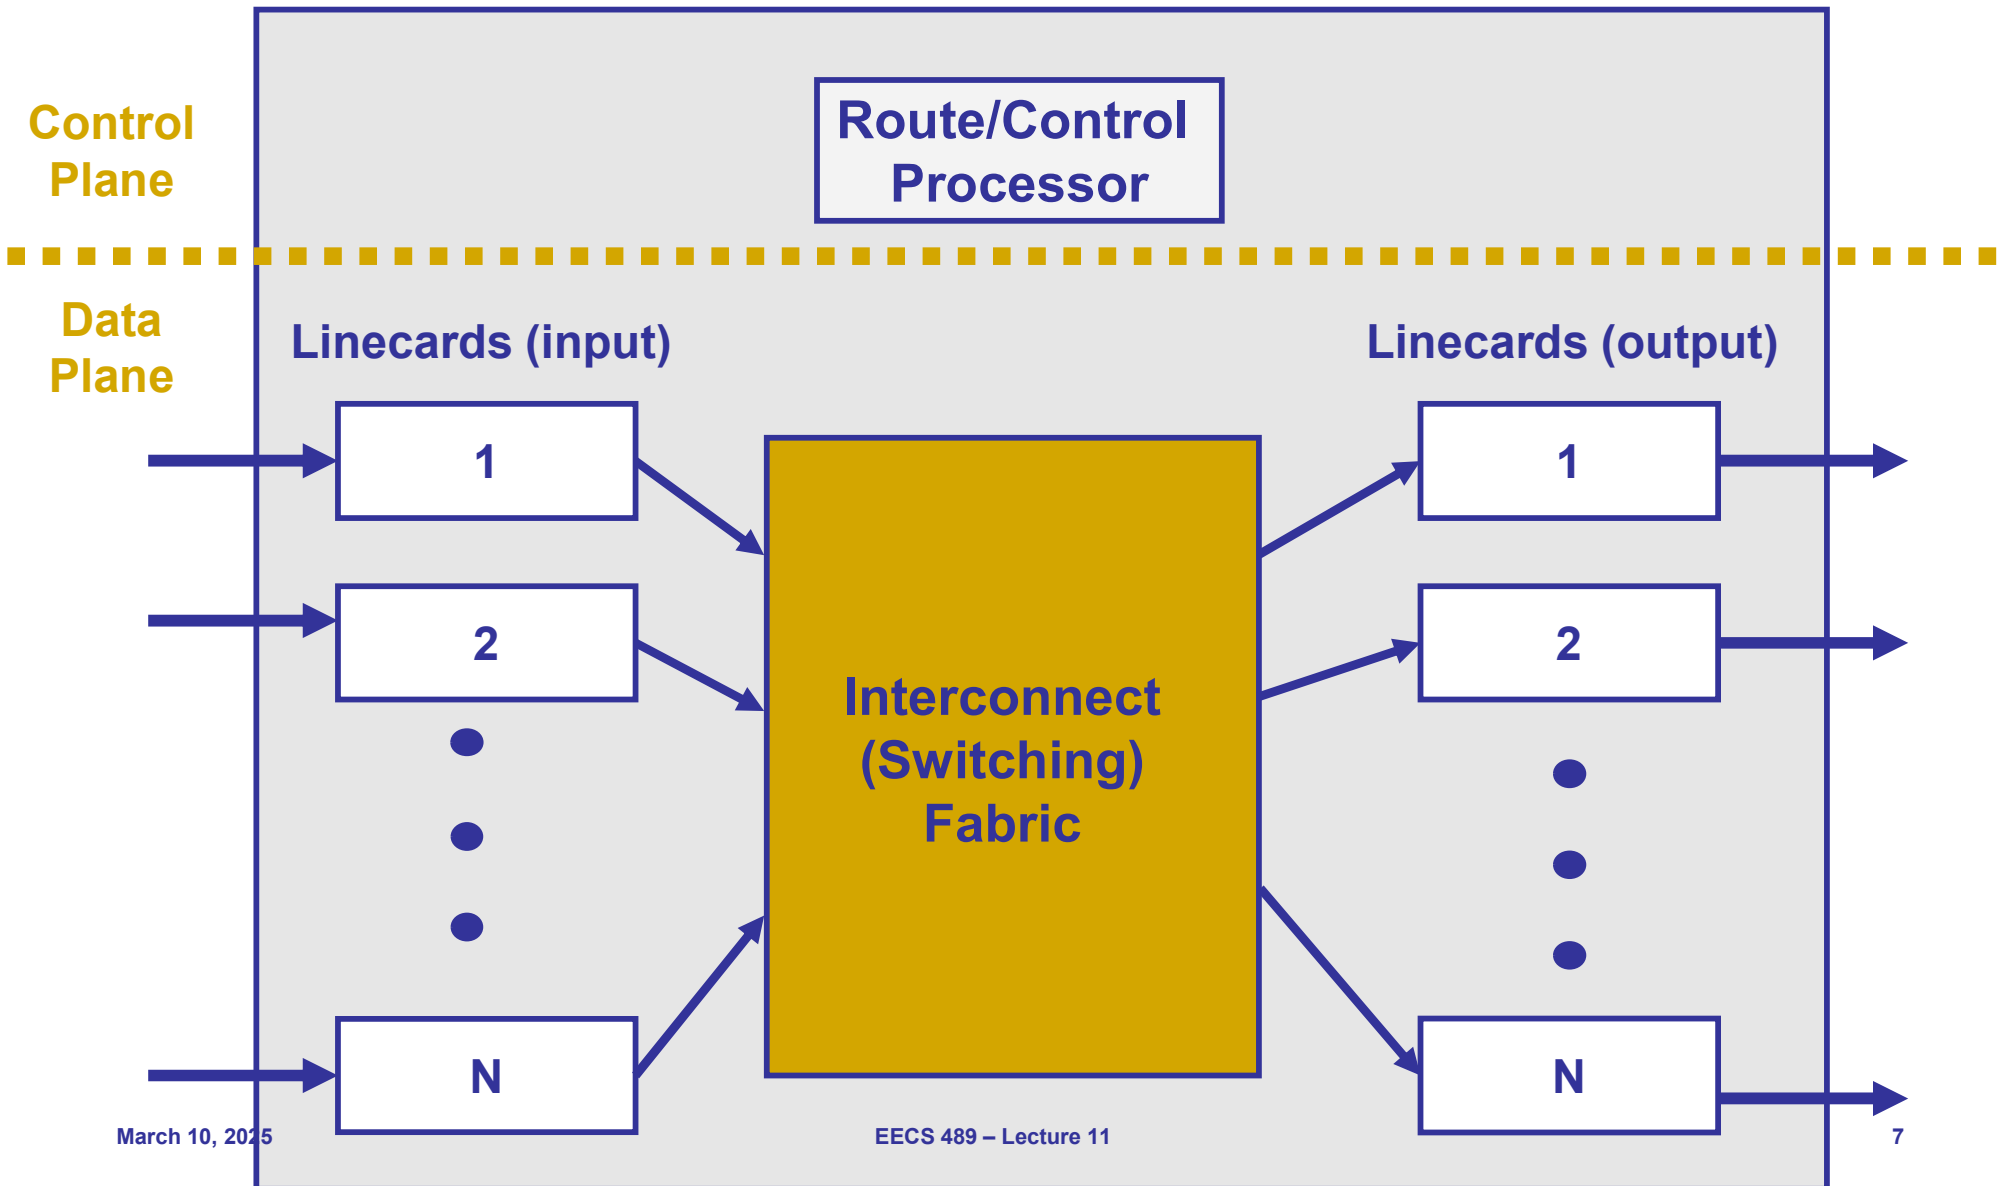 Control
Plane
Route/Control
Processor
Data
Plane
Linecards (input)
Linecards (output)
1
1
2
2
Interconnect
(Switching)
Fabric
N
N
March 10, 2025
EECS 489 – Lecture 11
7